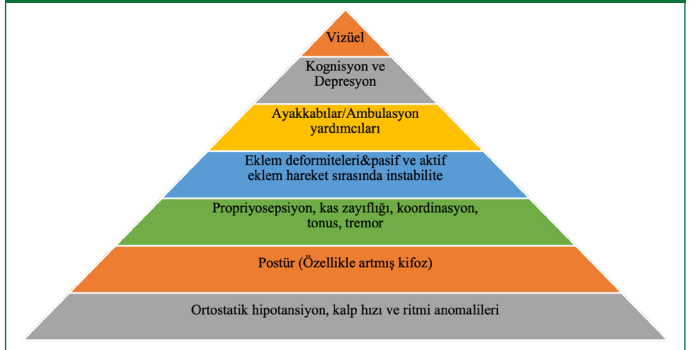 Vizüel
Kognisyon ve
Depresyon
Ayakkabılar/Ambulasyon
yardımcıları
Eklem deformiteleri&pasif ve aktif
eklem hareket sırasında instabilite
Propriyosepsiyon, kas zayıflığı, koordinasyon,
tonus, tremor
Postür (Özellikle artmış kifoz)
Ortostatik hipotansiyon, kalp hızı ve ritmi anomalileri